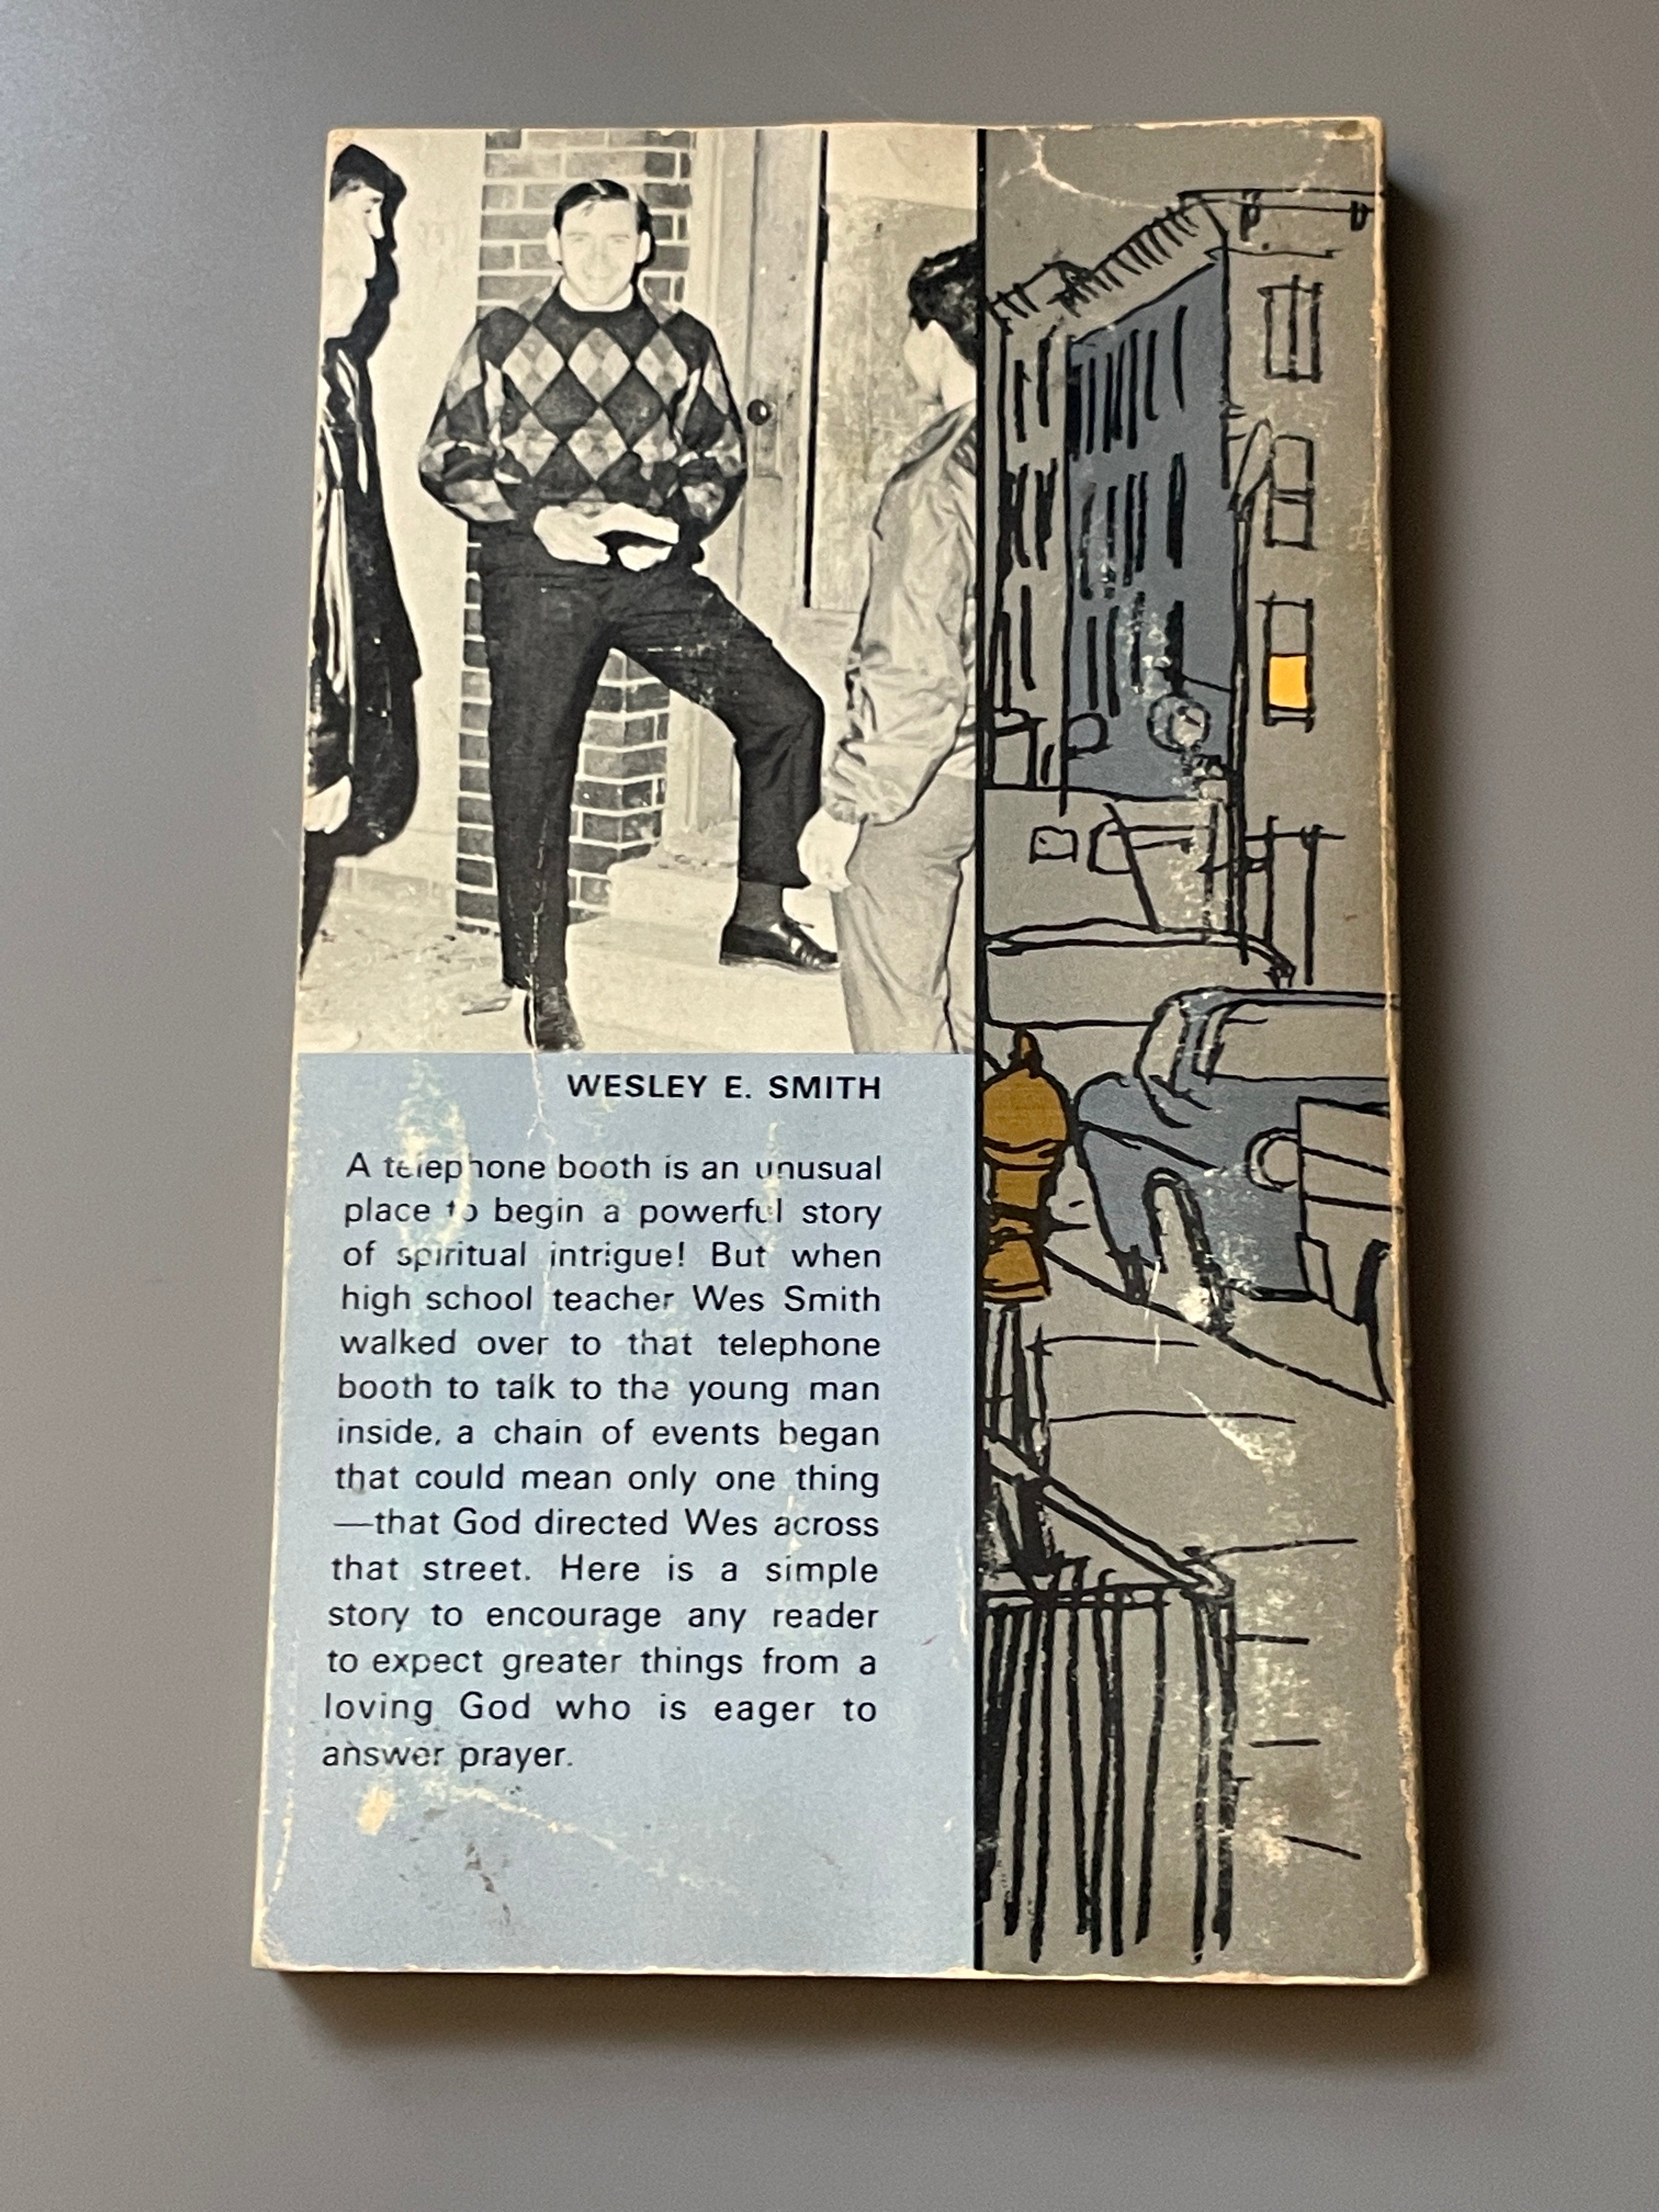 WESLEY E. SMITH
A telephone booth is an unusual
place to begin a powerful story
of spiritual intrigue! But when
high school teacher Wes Smith
walked over to that telephone
booth to talk to the young man
inside, a chain of events began
that could mean only one thing
—that God directed Wes across
that street. Here is a simple
story to encourage any reader
to expect greater things from a
loving God who is eager to
answer prayer.